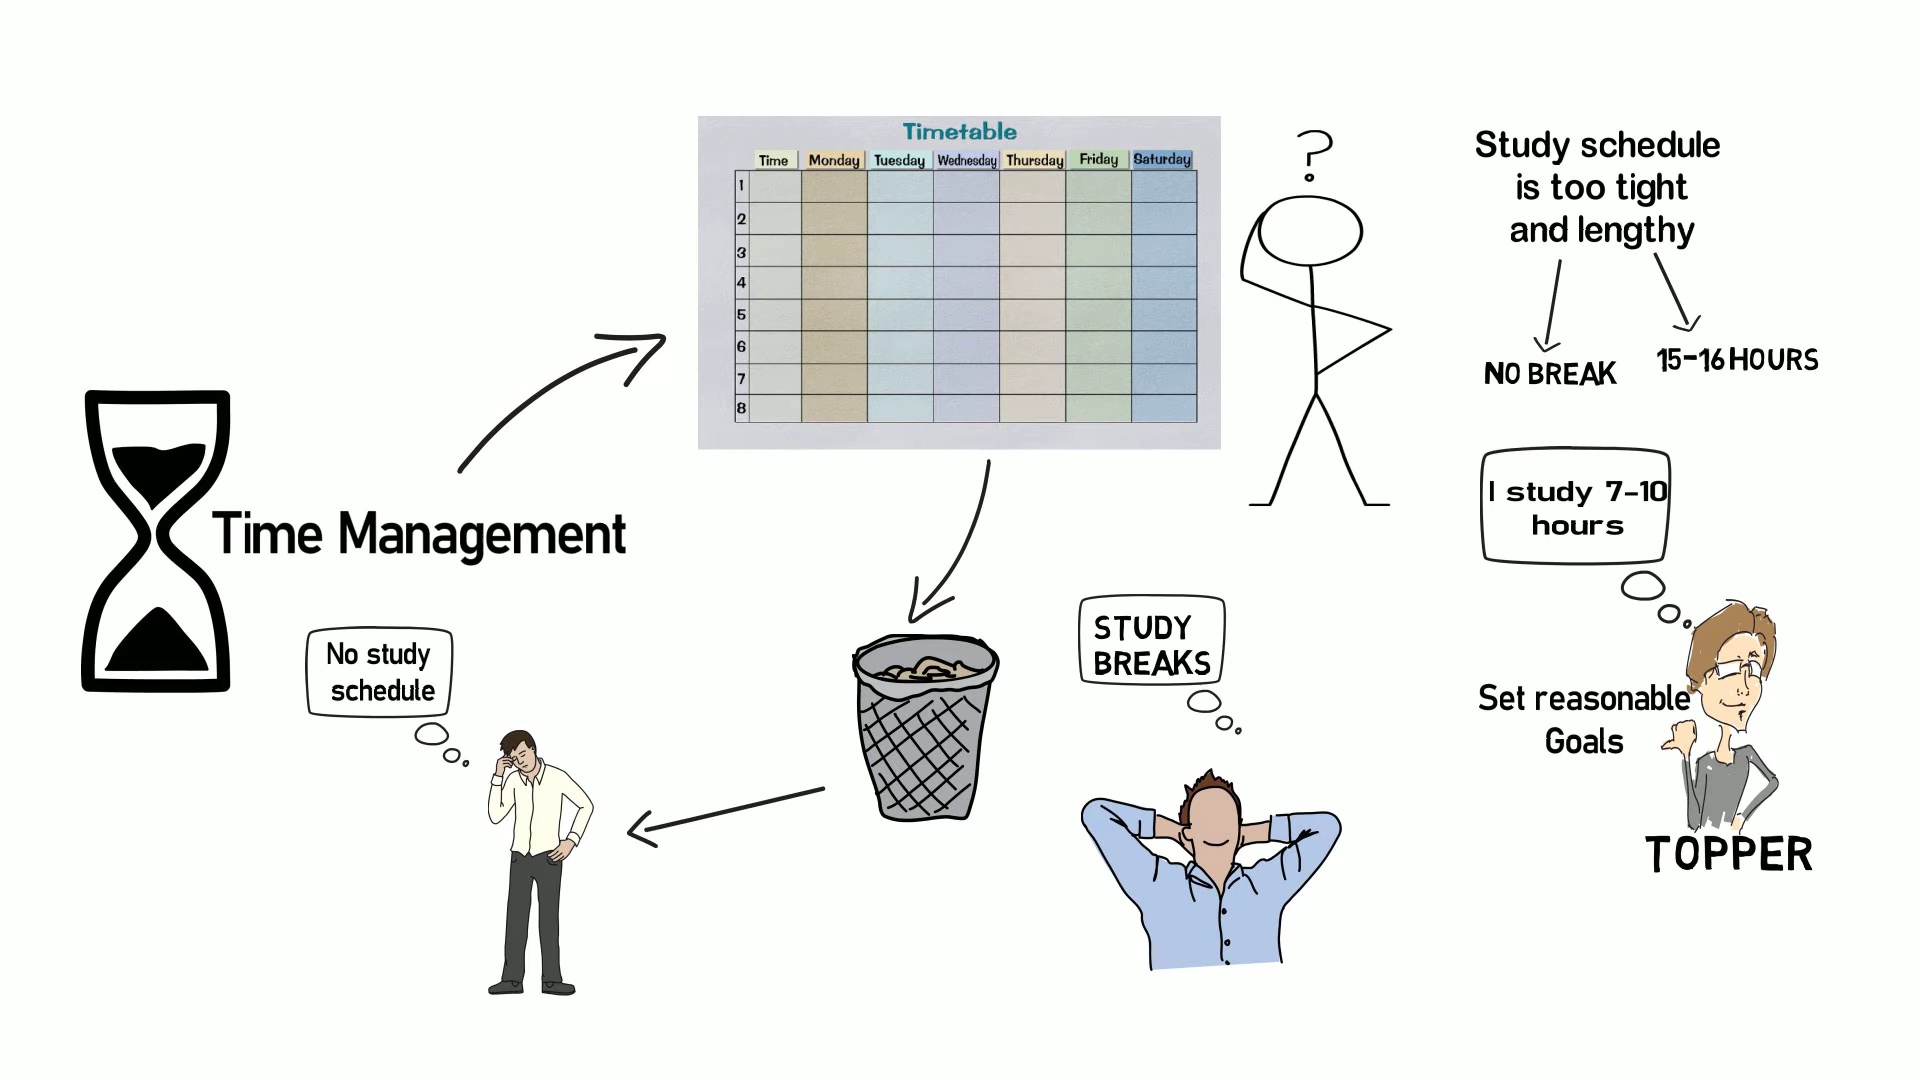 Timetable
Time Monday Tuesday Wednesday Thursday Friday Saturday
1
2
3
4
5
6
7
8
?
Study schedule
is too tight
and lengthy
NO BREAK
15-16 HOURS
Time Management
I study 7-10
hours
No study
schedule
STUDY
BREAKS
Set reasonable
Goals
TOPPER